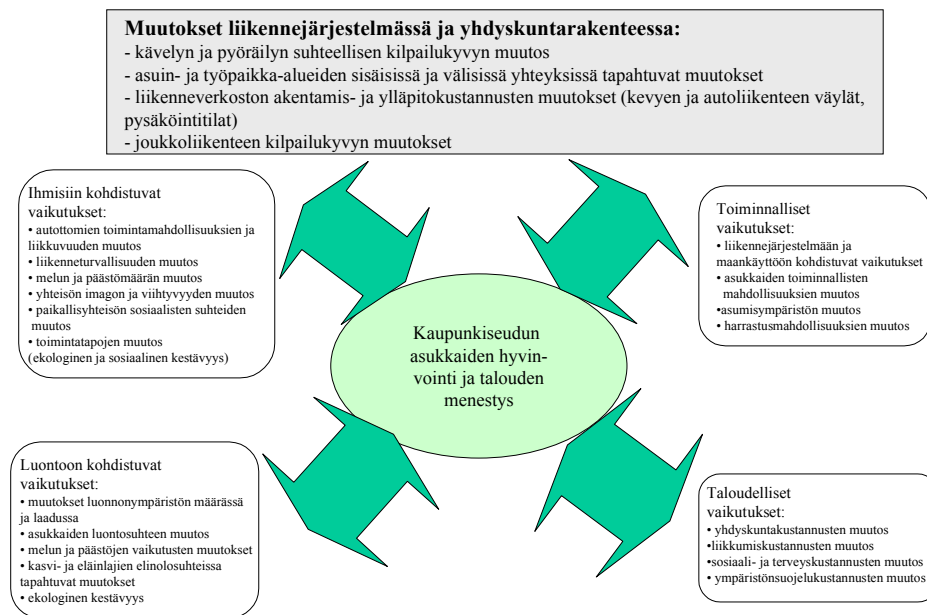 Muutokset liikennejärjestelmässä ja yhdyskuntarakenteessa:
- kävelyn ja pyöräilyn suhteellisen kilpailukyvyn muutos
- asuin- ja työpaikka-alueiden sisäisissä ja välisissä yhteyksissä tapahtuvat muutokset
- liikenneverkoston akentamis- ja ylläpitokustannusten muutokset (kevyen ja autoliikenteen väylät,
pysäköintitilat)
- joukkoliikenteen kilpailukyvyn muutokset
Ihmisiin kohdistuvat
vaikutukset:
• autottomien toimintamahdollisuuksien ja
liikkuvuuden muutos
• liikenneturvallisuuden muutos
• melun ja päästömäärän muutos
• yhteisön imagon ja viihtyvyyden muutos
• paikallisyhteisön sosiaalisten suhteiden
muutos
• toimintatapojen muutos
(ekologinen ja sosiaalinen kestävyys)
Toiminnalliset
vaikutukset:
• liikennejärjestelmään ja
maankäyttöön kohdistuvat vaikutukset
• asukkaiden toiminnallisten
mahdollisuuksien muutos
•asumisympäristön muutos
• harrastusmahdollisuuksien muutos
Kaupunkiseudun
asukkaiden hyvin-
vointi ja talouden
menestys
Luontoon kohdistuvat
vaikutukset:
• muutokset luonnonympäristön määrässä
ja laadussa
• asukkaiden luontosuhteen muutos
• melun ja päästöjen vaikutusten muutokset
• kasvi- ja eläinlajien elinolosuhteissa
tapahtuvat muutokset
• ekologinen kestävyys
Taloudelliset
vaikutukset:
• yhdyskuntakustannusten muutos
•liikkumiskustannusten muutos
•sosiaali- ja terveyskustannusten muutos
• ympäristönsuojelukustannusten muutos